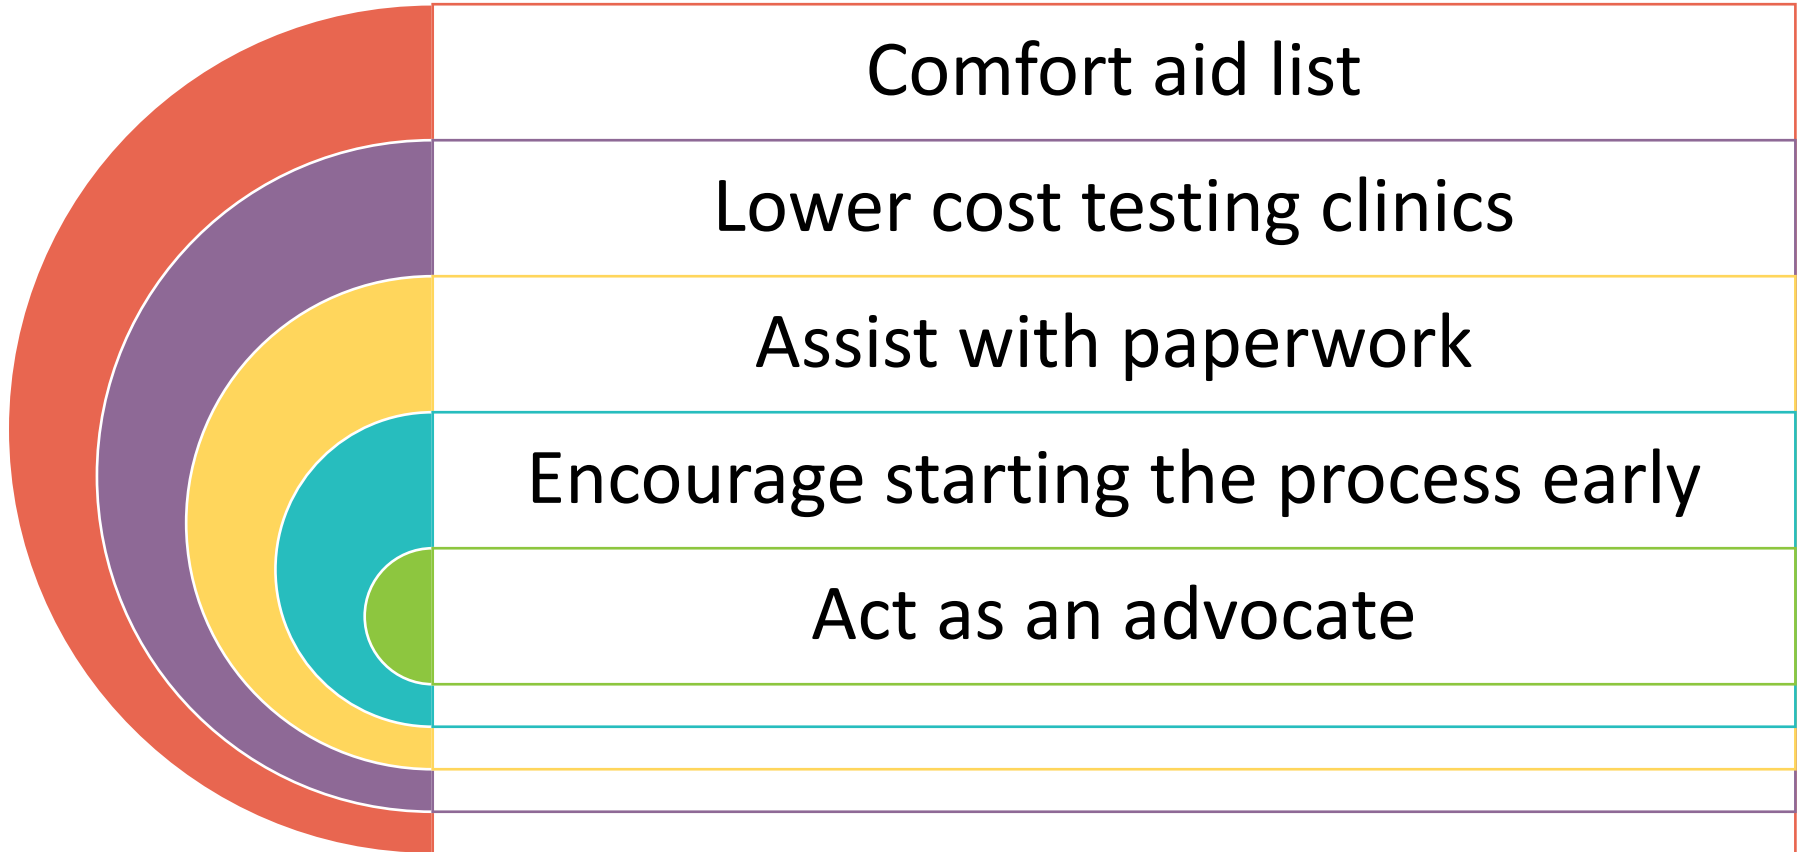 Comfort aid list
Lower cost testing clinics
Assist with paperwork
Encourage starting the process early
Act as an advocate